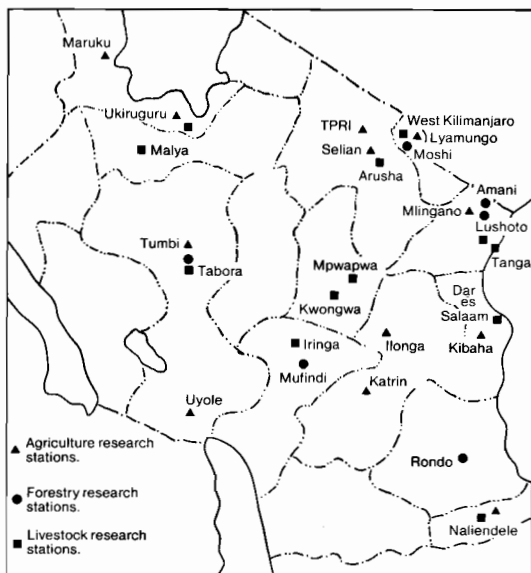 Maruku
Ukiruguru
Malya
TPRI
Selian
Arusha
West Kilimanjaro
Lyamungo
Moshi
Amani
Mlingano
Lushoto
Tanga
Tumbi
Tabora
Mpwapwa
Kwongwa
Dar
es
Salaam
Kibaha
Iringa
Mufindi
Ilonga
Katrin
Uyole
Rondo
Naliendele
Agriculture research
stations.
Forestry research
stations.
Livestock research
stations.